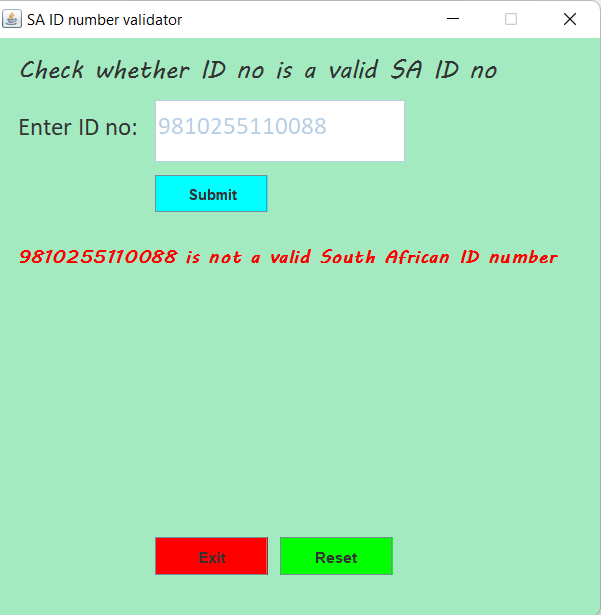 SA ID number validator
Check whether ID no is a valid SA ID no
Enter ID no: 9810255110088
Submit
9810255110088 is not a valid South African ID number
Exit Reset